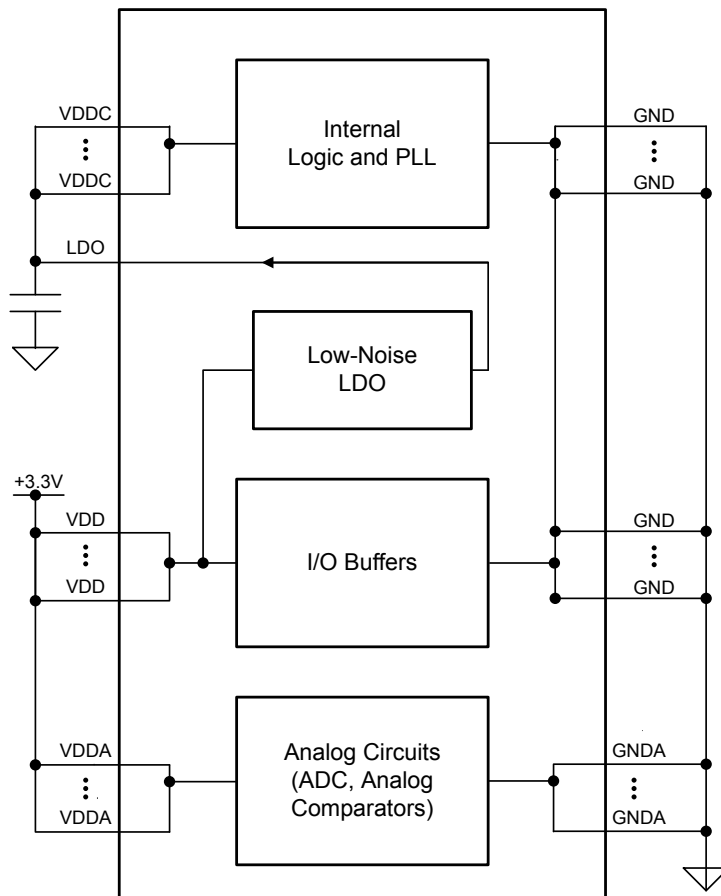 VDDC
VDDC
Internal
Logic and PLL
GND
GND
LDO
Low-Noise
LDO
+3.3V
VDD
VDD
I/O Buffers
GND
GND
VDDA
VDDA
Analog Circuits
(ADC, Analog
Comparators)
GNDA
GNDA